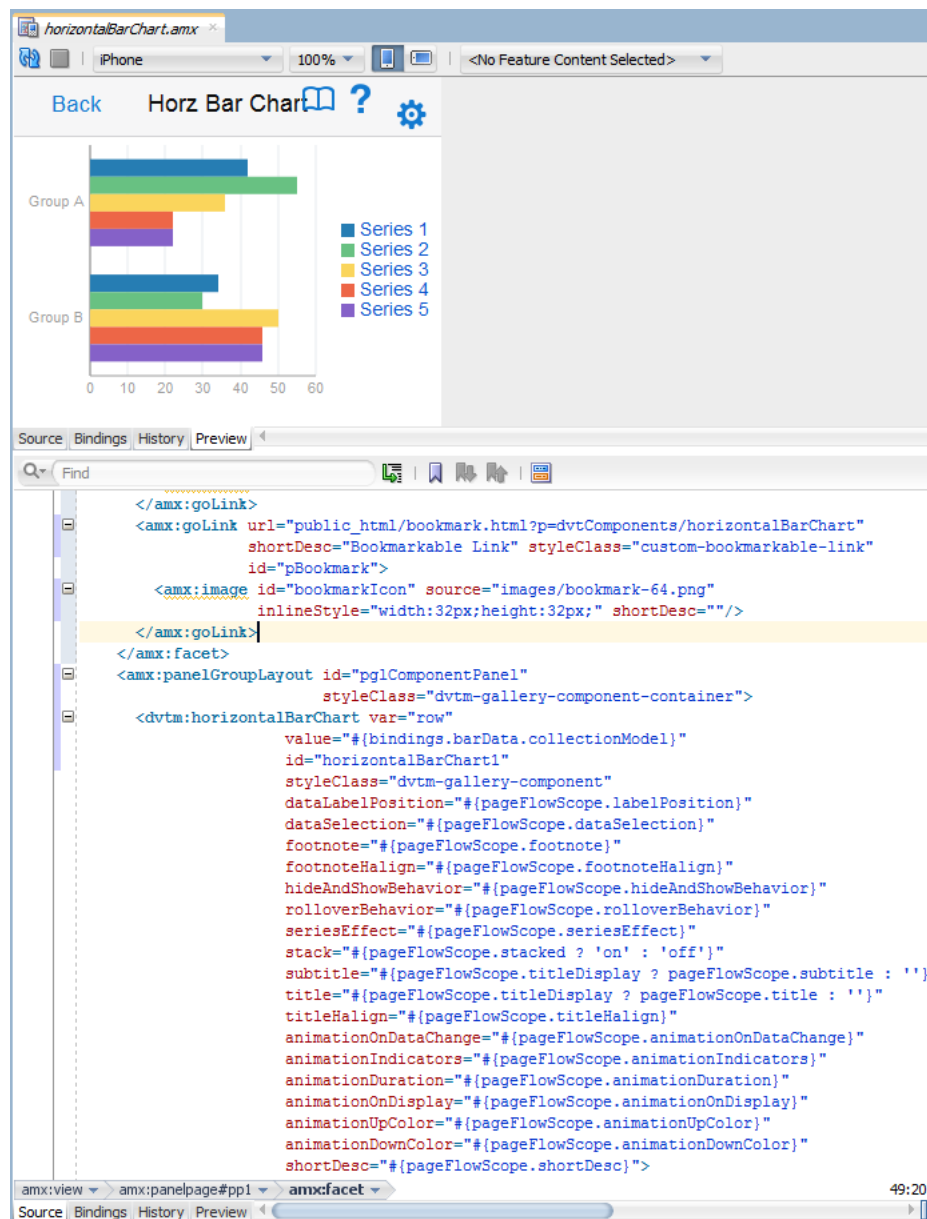 horizontalBarChart.amx
iPhone 100% <No Feature Content Selected>
Back Horz Bar Chart ?
Group A
Group B
Series 1
Series 2
Series 3
Series 4
Series 5
0 10 20 30 40 50 60
Source Bindings History Preview
Find
</amx:goLink>
<amx:goLink url="public_html/bookmark.html?p=dvtComponents/horizontalBarChart"
shortDesc="Bookmarkable Link" styleClass="custom-bookmarkable-link"
id="pBookmark">
<amx:image id="bookmarkIcon" source="images/bookmark-64.png"
inlineStyle="width:32px;height:32px;" shortDesc=""/>
</amx:goLink>
</amx:facet>
<amx:panelGroupLayout id="pglComponentPanel"
styleClass="dvtm-gallery-component-container">
<dvtm:horizontalBarChart var="row"
value="#{bindings.barData.collectionModel}"
id="horizontalBarChart1"
styleClass="dvtm-gallery-component"
dataLabelPosition="#{pageFlowScope.labelPosition}"
dataSelection="#{pageFlowScope.dataSelection}"
footnote="#{pageFlowScope.footnote}"
footnoteHalign="#{pageFlowScope.footnoteHalign}"
hideAndShowBehavior="#{pageFlowScope.hideAndShowBehavior}"
rolloverBehavior="#{pageFlowScope.rolloverBehavior}"
seriesEffect="#{pageFlowScope.seriesEffect}"
stack="#{pageFlowScope.stacked ? 'on' : 'off'}"
subtitle="#{pageFlowScope.titleDisplay ? pageFlowScope.subtitle : ''}
title="#{pageFlowScope.titleDisplay ? pageFlowScope.title : ''}"
titleHalign="#{pageFlowScope.titleHalign}"
animationOnDataChange="#{pageFlowScope.animationOnDataChange}"
animationIndicators="#{pageFlowScope.animationIndicators}"
animationDuration="#{pageFlowScope.animationDuration}"
animationOnDisplay="#{pageFlowScope.animationOnDisplay}"
animationUpColor="#{pageFlowScope.animationUpColor}"
animationDownColor="#{pageFlowScope.animationDownColor}"
shortDesc="#{pageFlowScope.shortDesc}">
amx:view amx:panelpage#pp1 amx:facet 49:20
Source Bindings History Preview